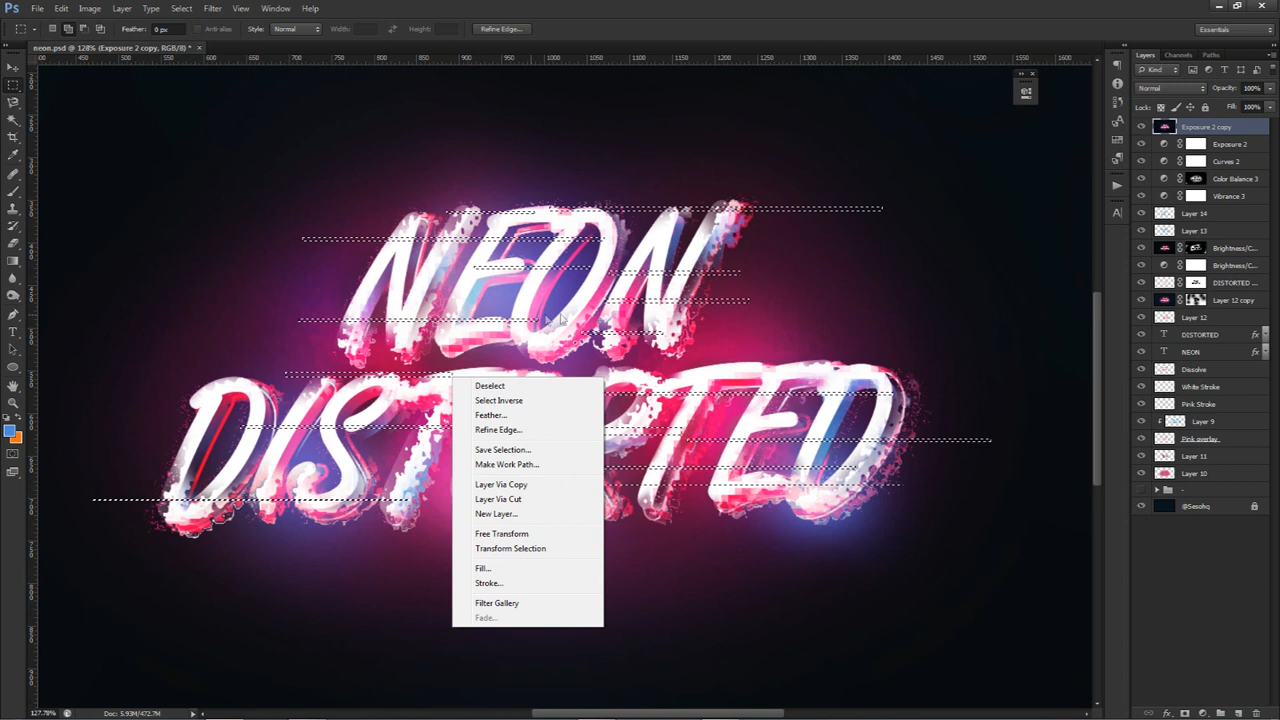 Ps File Edit Image Layer Type Select Filter View Window Help
Feather: 0 px Anti-alias Style: Normal Width: Height: Refine Edge... Essentials
neon.psd @ 128% (Exposure 2 copy, RGB/8) * ×
NEON
DISTORTED
Deselect
Select Inverse
Feather...
Refine Edge...
Save Selection...
Make Work Path...
Layer Via Copy
Layer Via Cut
New Layer...
Free Transform
Transform Selection
Fill...
Stroke...
Filter Gallery
Fade...
Layers Channels Paths
Kind
Normal Opacity: 100%
Lock: Fill: 100%
Exposure 2 copy
Exposure 2
Curves 2
Color Balance 3
Vibrance 3
Layer 14
Layer 13
Brightness/C...
Brightness/C...
DISTORTED ...
Layer 12 copy
Layer 12
T DISTORTED fx
T NEON fx
Dissolve
White Stroke
Pink Stroke
Layer 9
Pink overlay
Layer 11
Layer 10
-
@Sesohq
127.78% Doc: 5.93M/472.7M